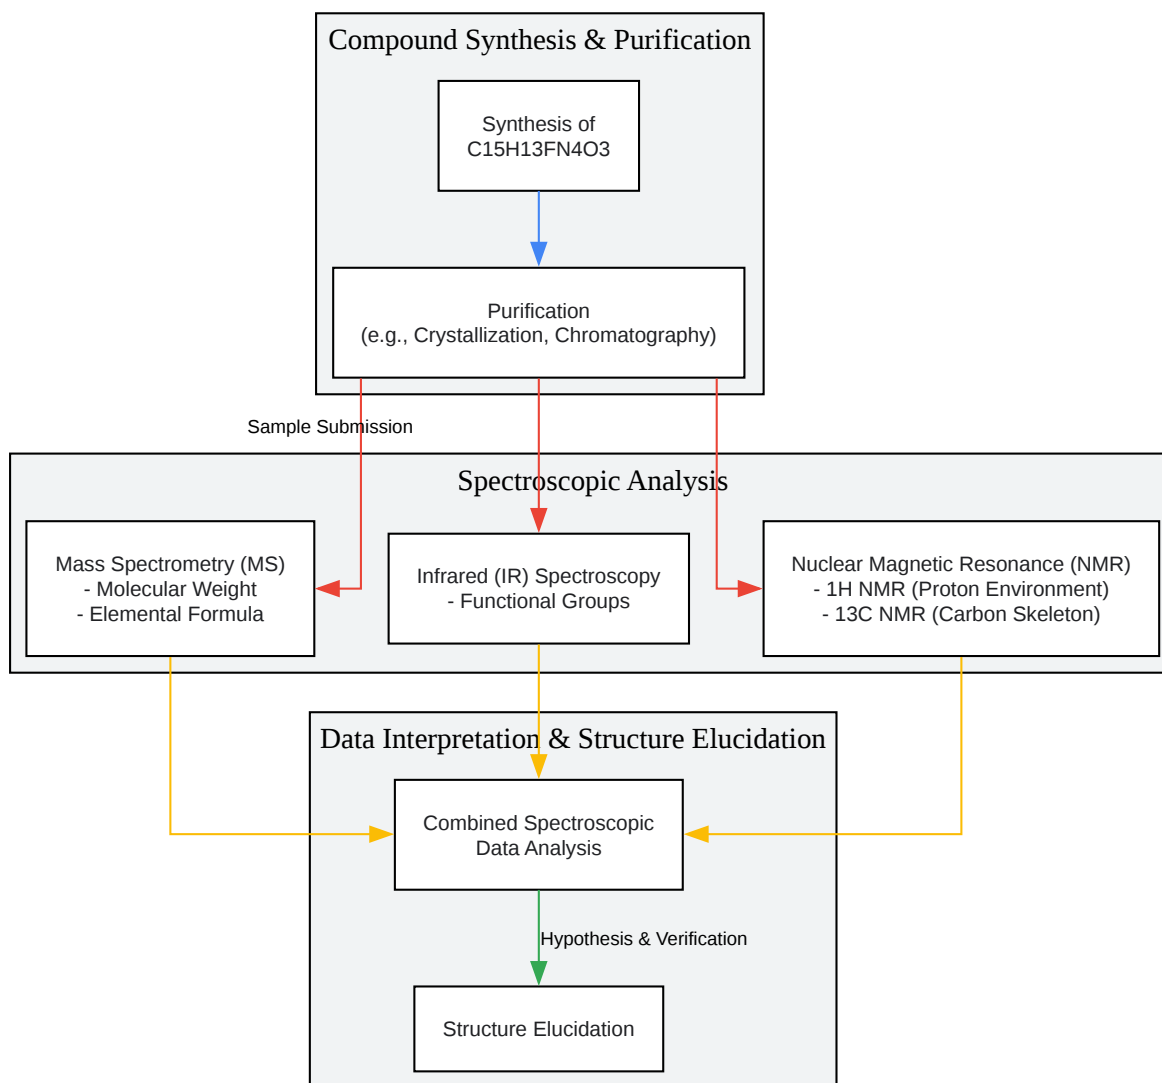 Compound Synthesis & Purification
Synthesis of
C15H13FN4O3
Purification
(e.g., Crystallization, Chromatography)
Sample Submission
Spectroscopic Analysis
Mass Spectrometry (MS)
- Molecular Weight
- Elemental Formula
Infrared (IR) Spectroscopy
- Functional Groups
Nuclear Magnetic Resonance (NMR)
- 1H NMR (Proton Environment)
- 13C NMR (Carbon Skeleton)
Data Interpretation & Structure Elucidation
Combined Spectroscopic
Data Analysis
Hypothesis & Verification
Structure Elucidation